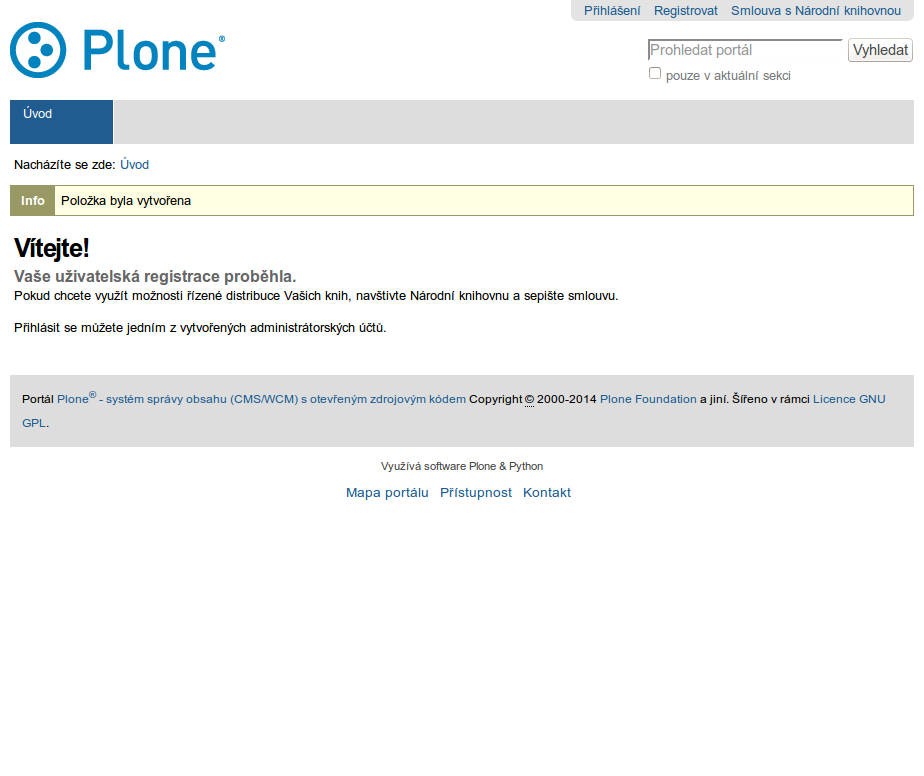 Přihlášení Registrovat Smlouva s Národní knihovnou
Plone®
Prohledat portál Vyhledat
pouze v aktuální sekci
Úvod
Nacházíte se zde: Úvod
Info Položka byla vytvořena
Vítejte!
Vaše uživatelská registrace proběhla.
Pokud chcete využít možnosti řízené distribuce Vašich knih, navštivte Národní knihovnu a sepište smlouvu.
Přihlásit se můžete jedním z vytvořených administrátorských účtů.
Portál Plone® - systém správy obsahu (CMS/WCM) s otevřeným zdrojovým kódem Copyright © 2000-2014 Plone Foundation a jiní. Šířeno v rámci Licence GNU
GPL.
Využívá software Plone & Python
Mapa portálu Přístupnost Kontakt